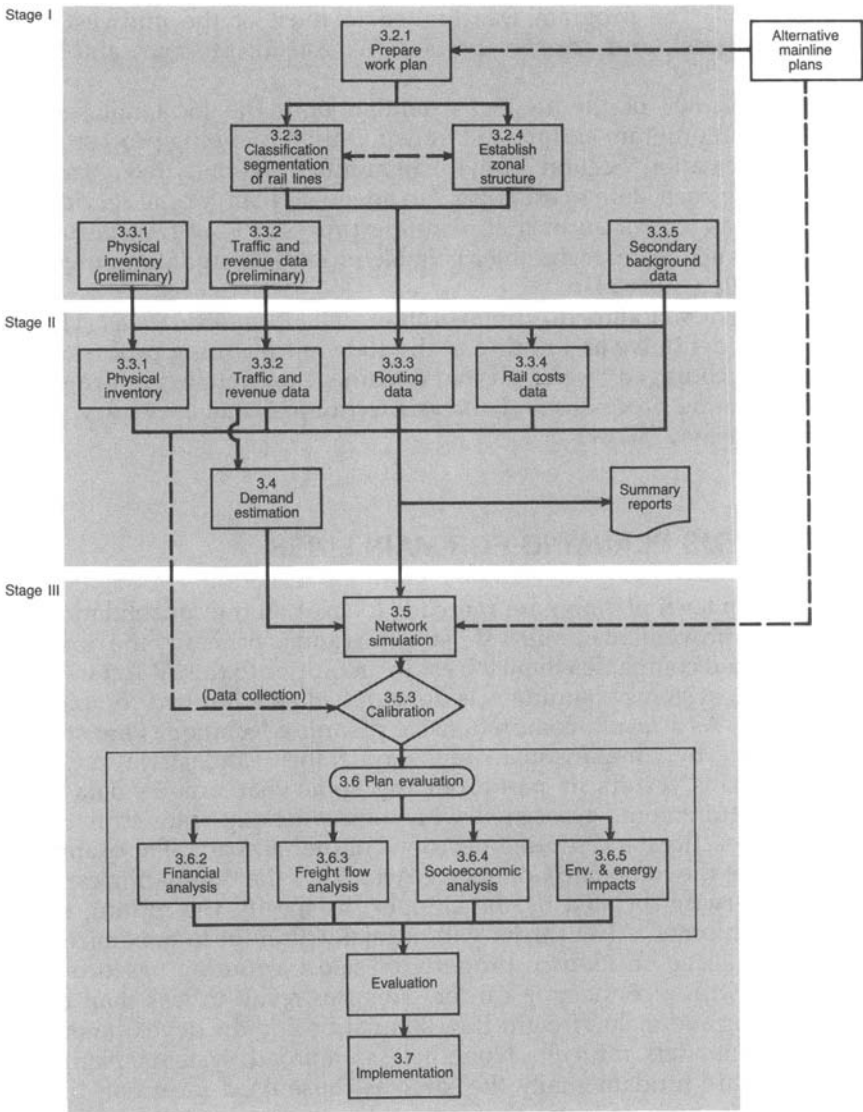 Stage I
3.2.1
Prepare
work plan
Alternative
mainline
plans
3.2.3
Classification
segmentation
of rail lines
3.2.4
Establish
zonal
structure
3.3.1
Physical
inventory
(preliminary)
3.3.2
Traffic and
revenue data
(preliminary)
3.3.5
Secondary
background
data
Stage II
3.3.1
Physical
inventory
3.3.2
Traffic and
revenue data
3.3.3
Routing
data
3.3.4
Rail costs
data
3.4
Demand
estimation
Summary
reports
Stage III
3.5
Network
simulation
(Data collection)
3.5.3
Calibration
3.6 Plan evaluation
3.6.2
Financial
analysis
3.6.3
Freight flow
analysis
3.6.4
Socioeconomic
analysis
3.6.5
Env. & energy
impacts
Evaluation
3.7
Implementation